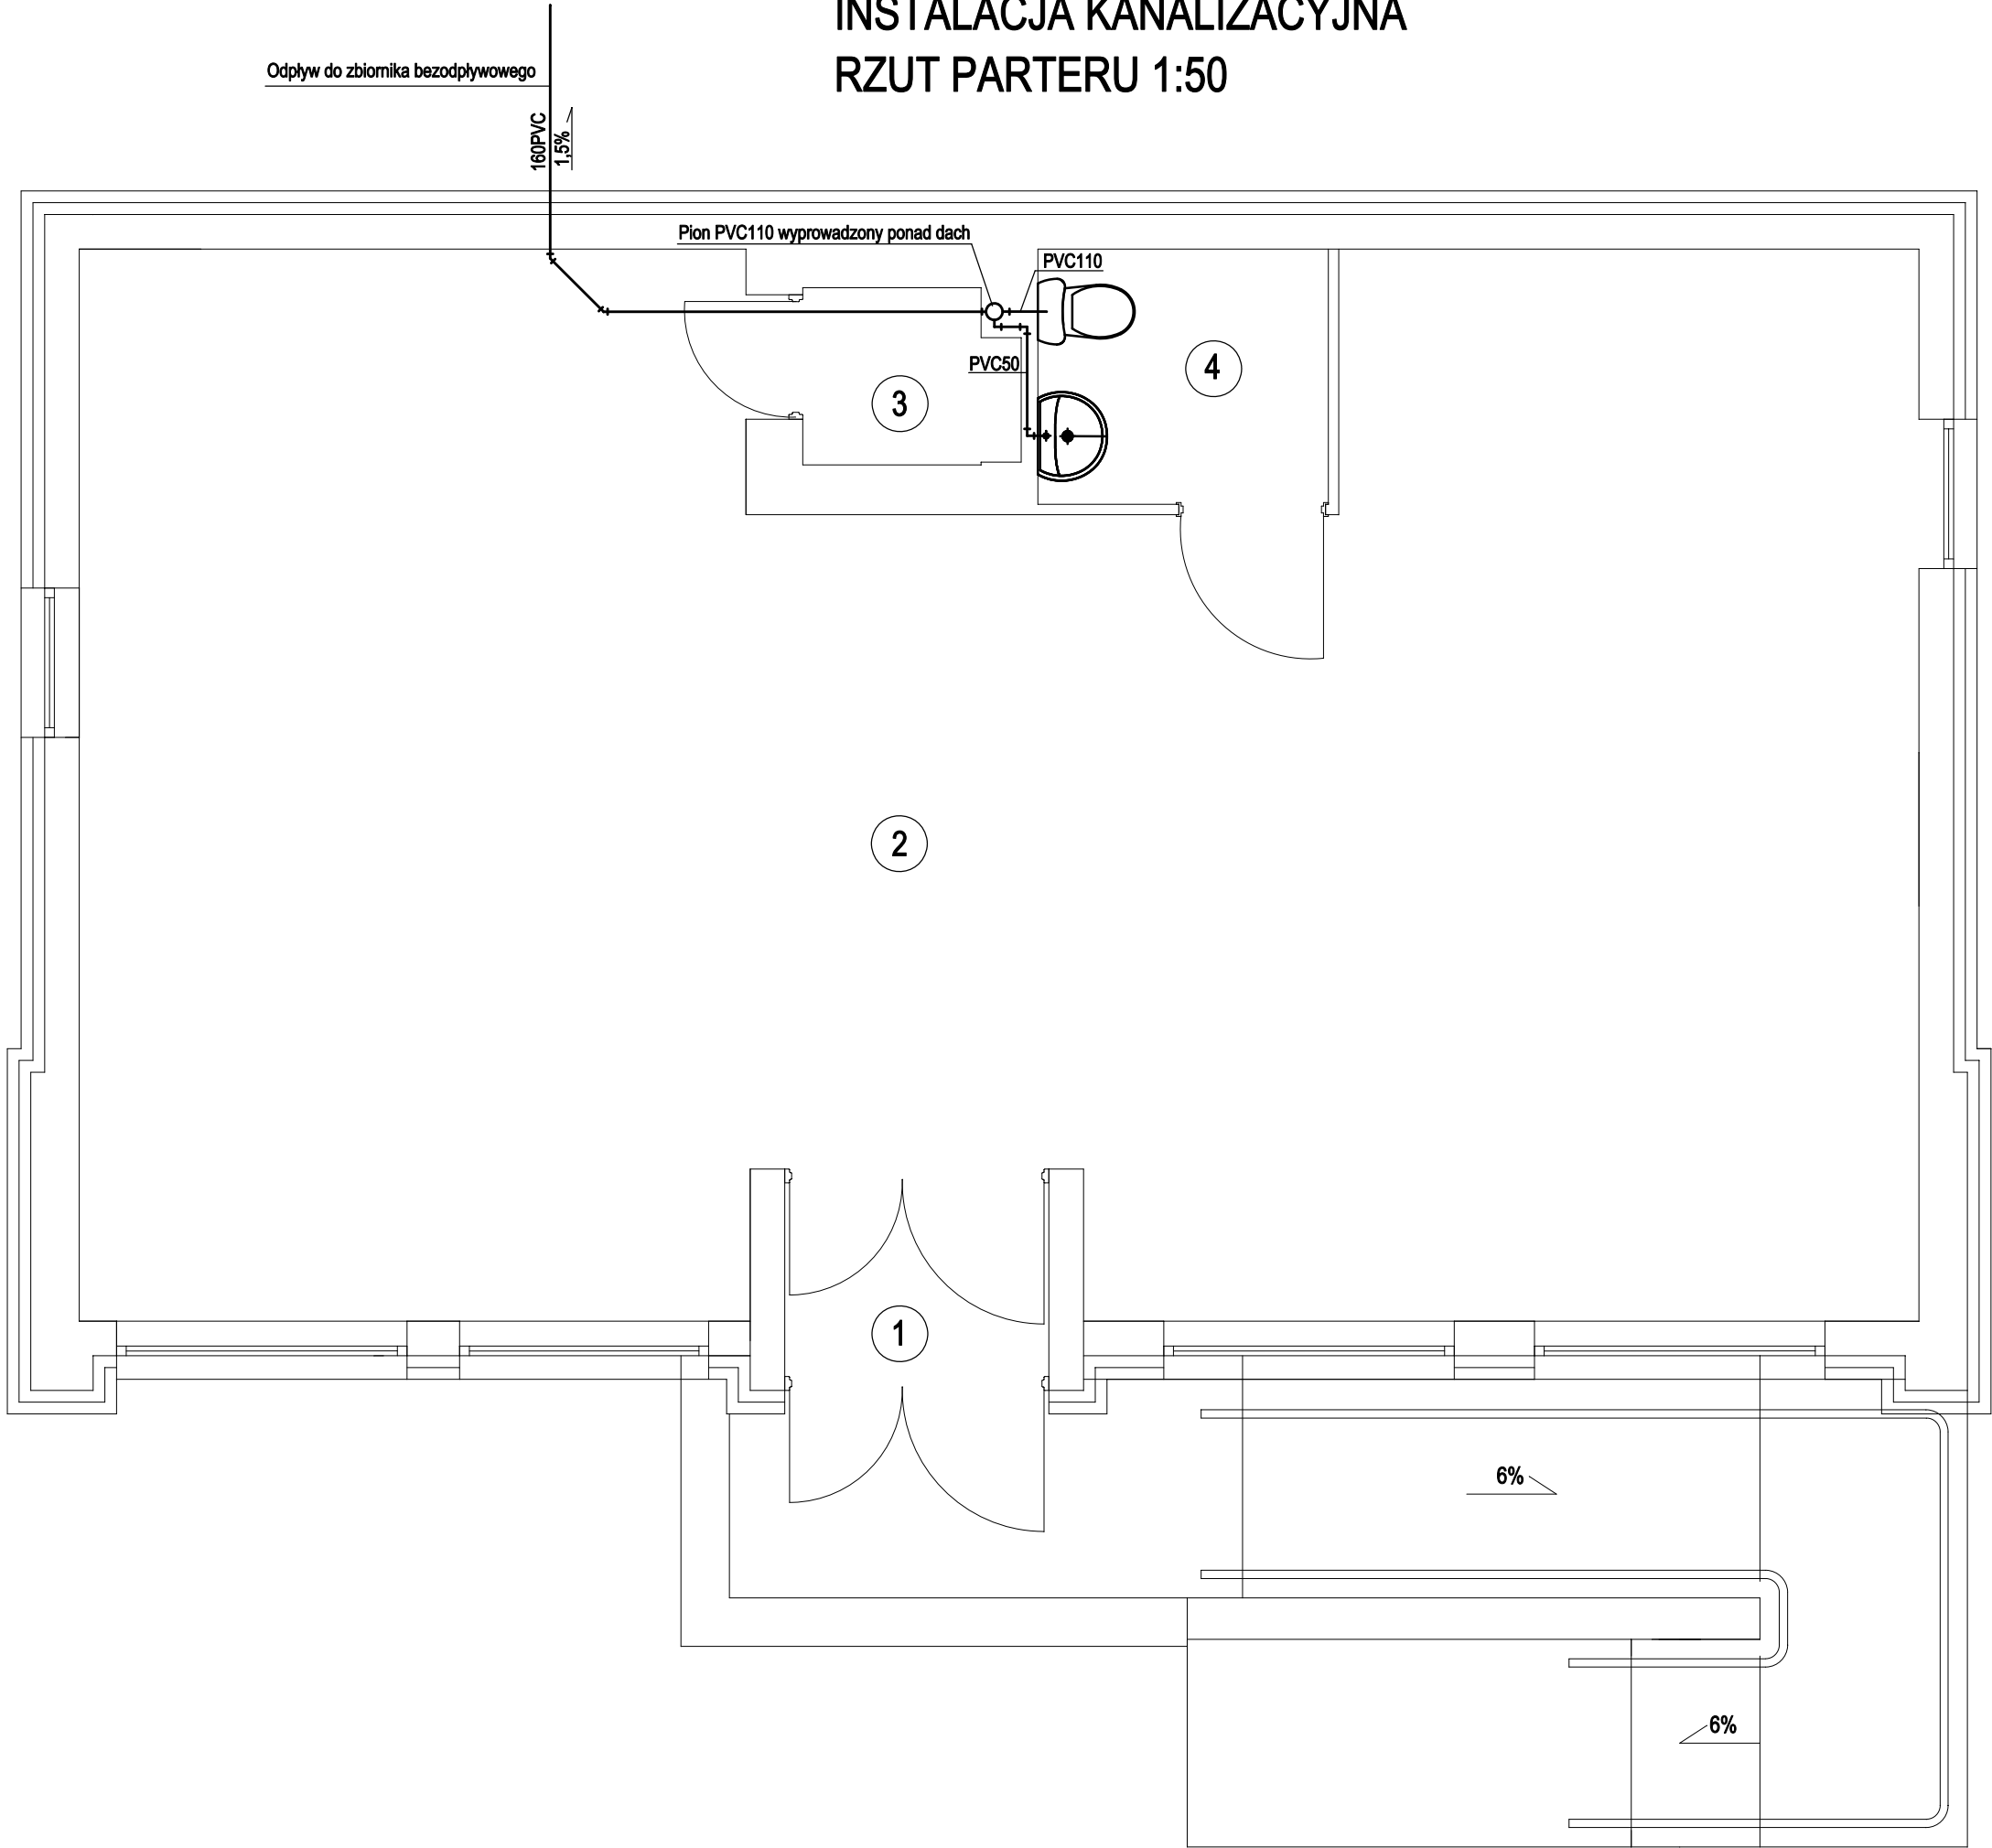 INSTALACJA KANALIZACYJNA
RZUT PARTERU 1:50
Odpływ do zbiornika bezodpływowego
160PVC
1,5%
Pion PVC110 wyprowadzony ponad dach
PVC110
PVC50
4
3
2
1
6%
6%